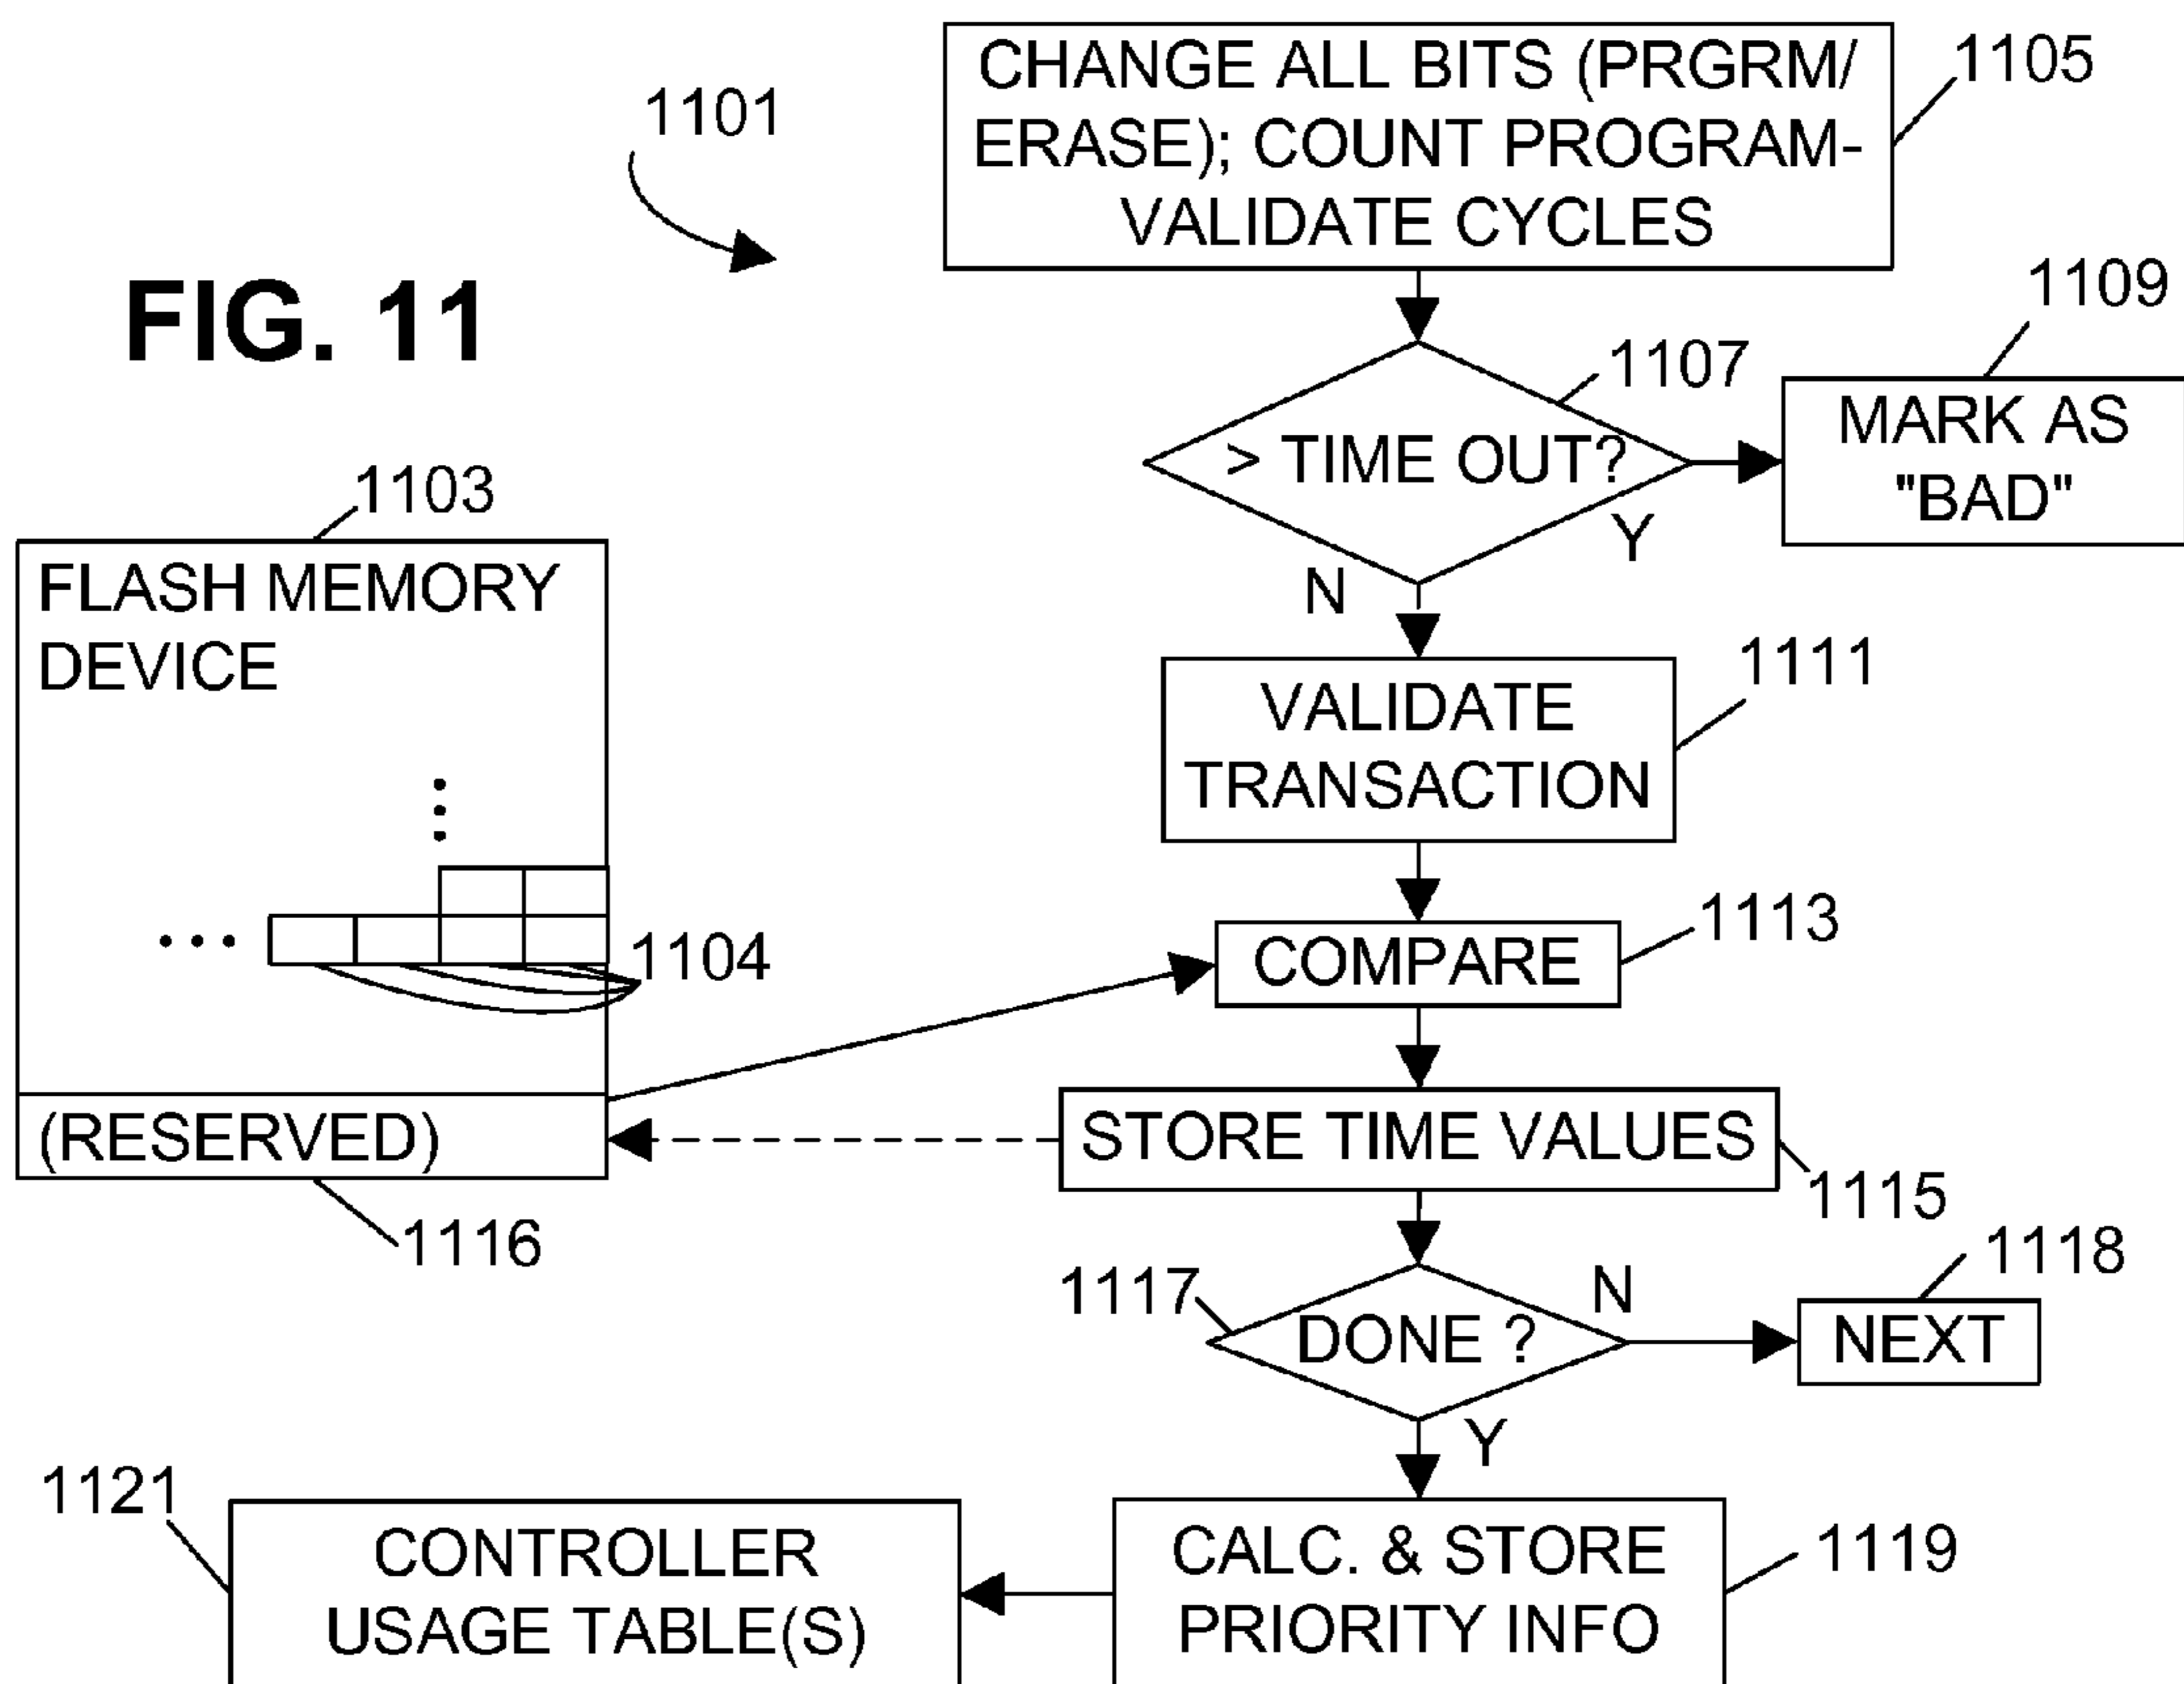 FIG. 11
1101
CHANGE ALL BITS (PRGRM/
ERASE); COUNT PROGRAM-
VALIDATE CYCLES
1105
> TIME OUT?
1107
Y
N
MARK AS
"BAD"
1109
1103
FLASH MEMORY
DEVICE
1104
(RESERVED)
1116
VALIDATE
TRANSACTION
1111
COMPARE
1113
STORE TIME VALUES
1115
1117
DONE ?
N
Y
NEXT
1118
CALC. & STORE
PRIORITY INFO
1119
1121
CONTROLLER
USAGE TABLE(S)